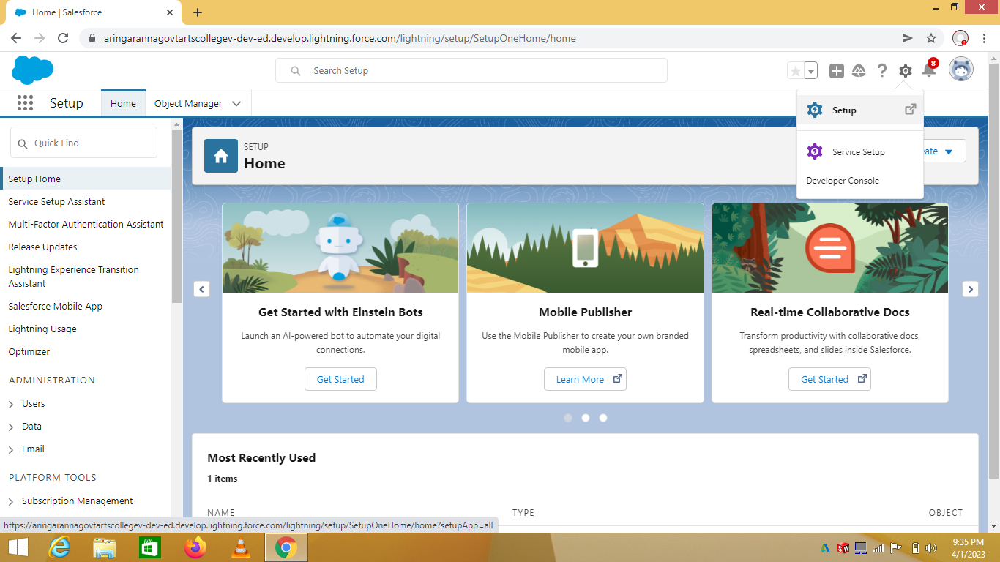 Home | Salesforce
aringarannagovtartscollegev-dev-ed.develop.lightning.force.com/lightning/setup/SetupOneHome/home
Search Setup
8
Setup
Home
Object Manager
Setup
Service Setup
Developer Console
Quick Find
Setup Home
Service Setup Assistant
Multi-Factor Authentication Assistant
Release Updates
Lightning Experience Transition
Assistant
Salesforce Mobile App
Lightning Usage
Optimizer
ADMINISTRATION
Users
Data
Email
PLATFORM TOOLS
Subscription Management
SETUP
Home
eate
Get Started with Einstein Bots
Launch an AI-powered bot to automate your digital
connections.
Get Started
Mobile Publisher
Use the Mobile Publisher to create your own branded
mobile app.
Learn More
Real-time Collaborative Docs
Transform productivity with collaborative docs,
spreadsheets, and slides inside Salesforce.
Get Started
Most Recently Used
1 items
NAME TYPE OBJECT
https://aringarannagovtartscollegev-dev-ed.develop.lightning.force.com/lightning/setup/SetupOneHome/home?setupApp=all
9:35 PM
4/1/2023